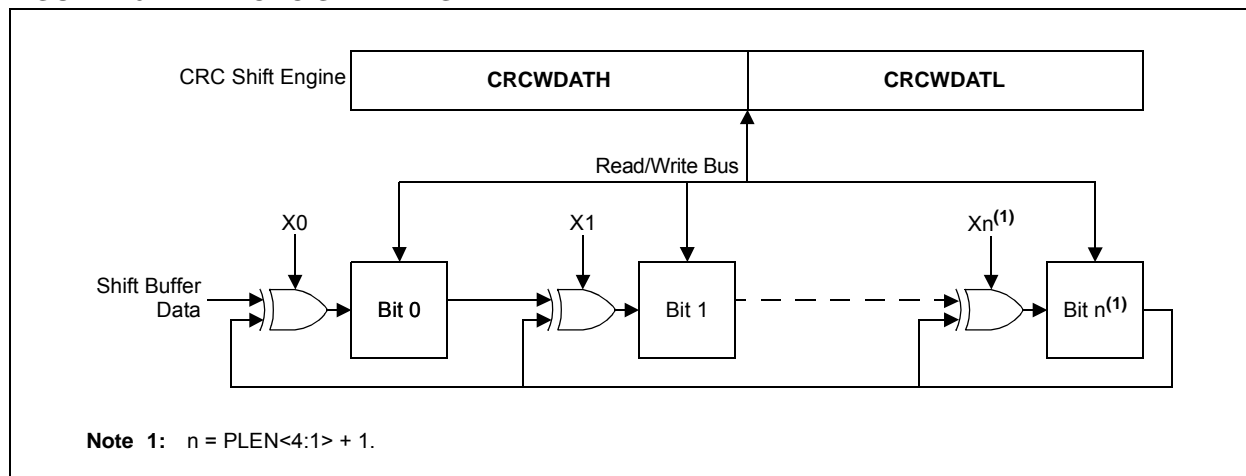 CRC Shift Engine CRCWDATH CRCWDATL
Read/Write Bus
X0 X1 Xn(1)
Shift Buffer
Data
Bit 0 Bit 1 Bit n(1)
Note 1: n = PLEN<4:1> + 1.